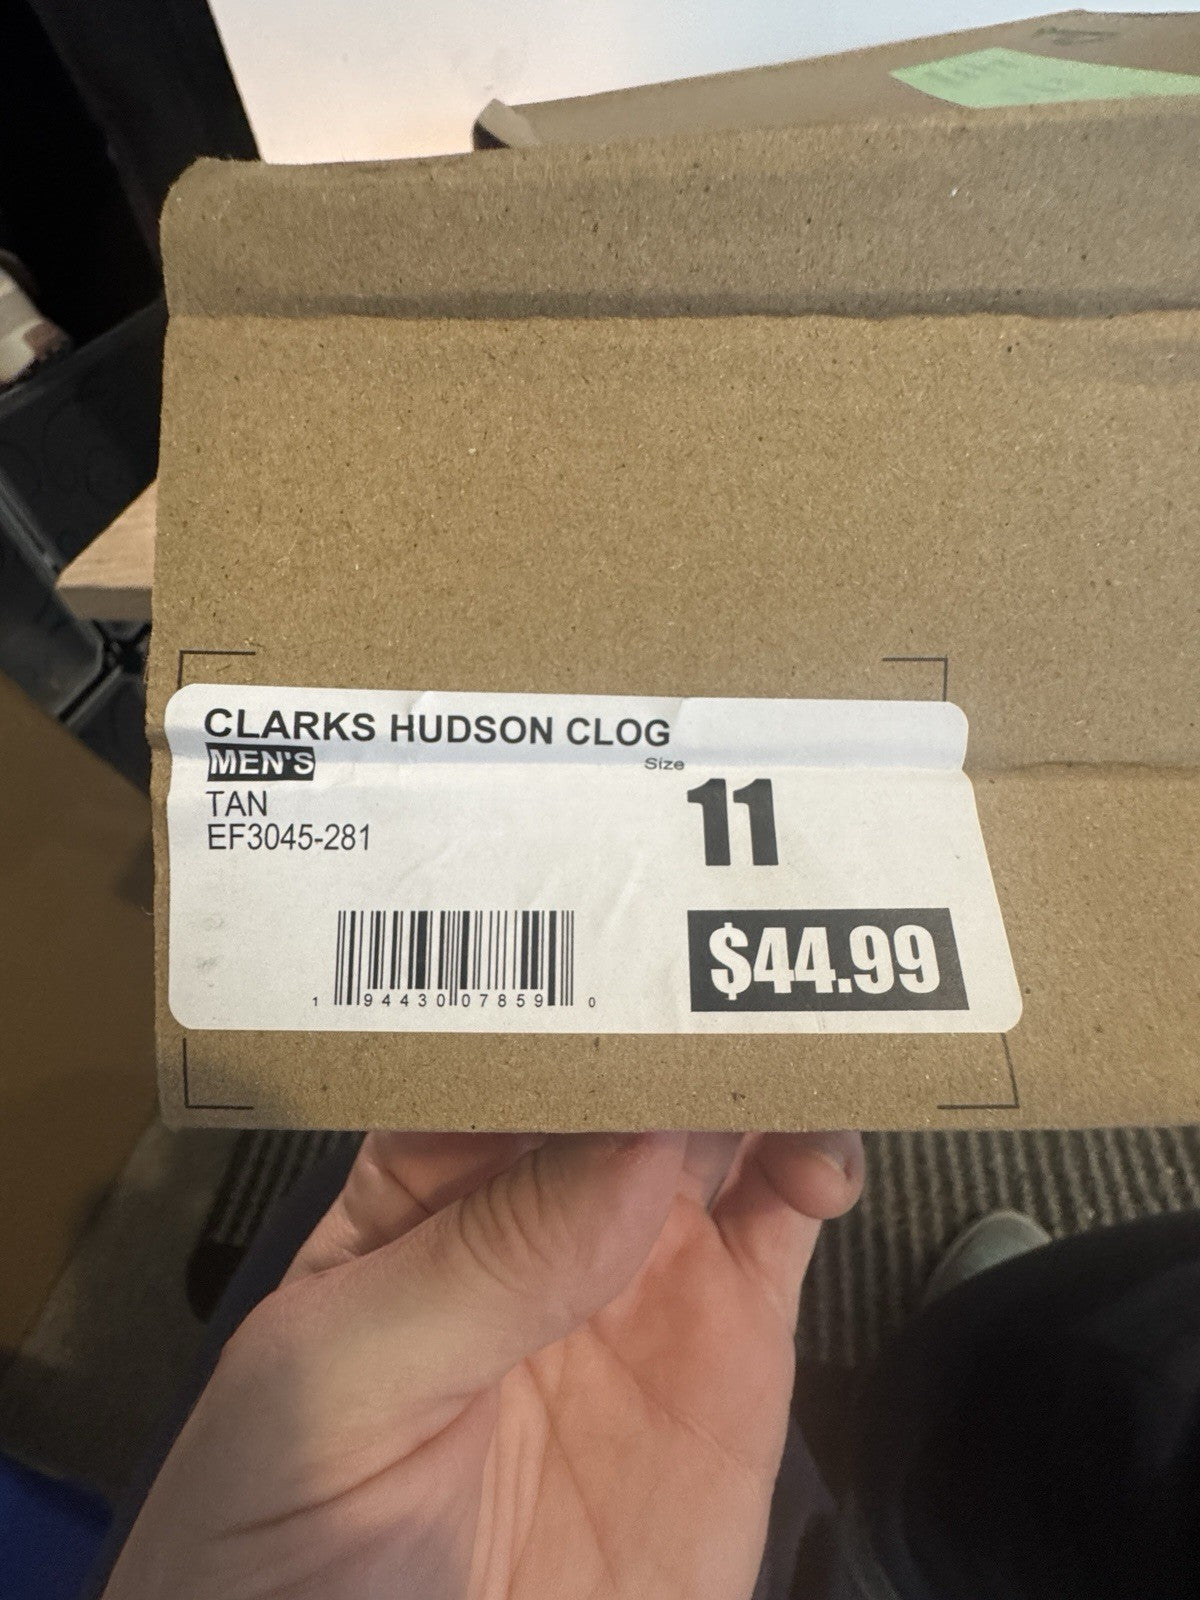 CLARKS HUDSON CLOG
MEN'S
Size
TAN
11
EF3045-281
$44.99
1 94430 07859 0